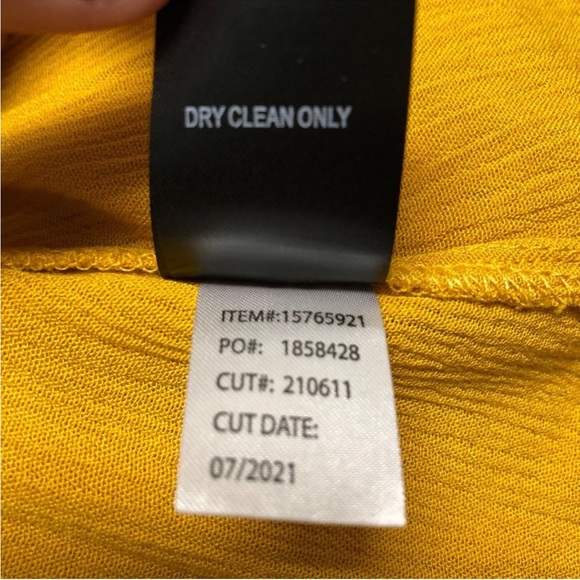 DRY CLEAN ONLY
ITEM#:15765921
PO#: 1858428
CUT#: 210611
CUT DATE:
07/2021